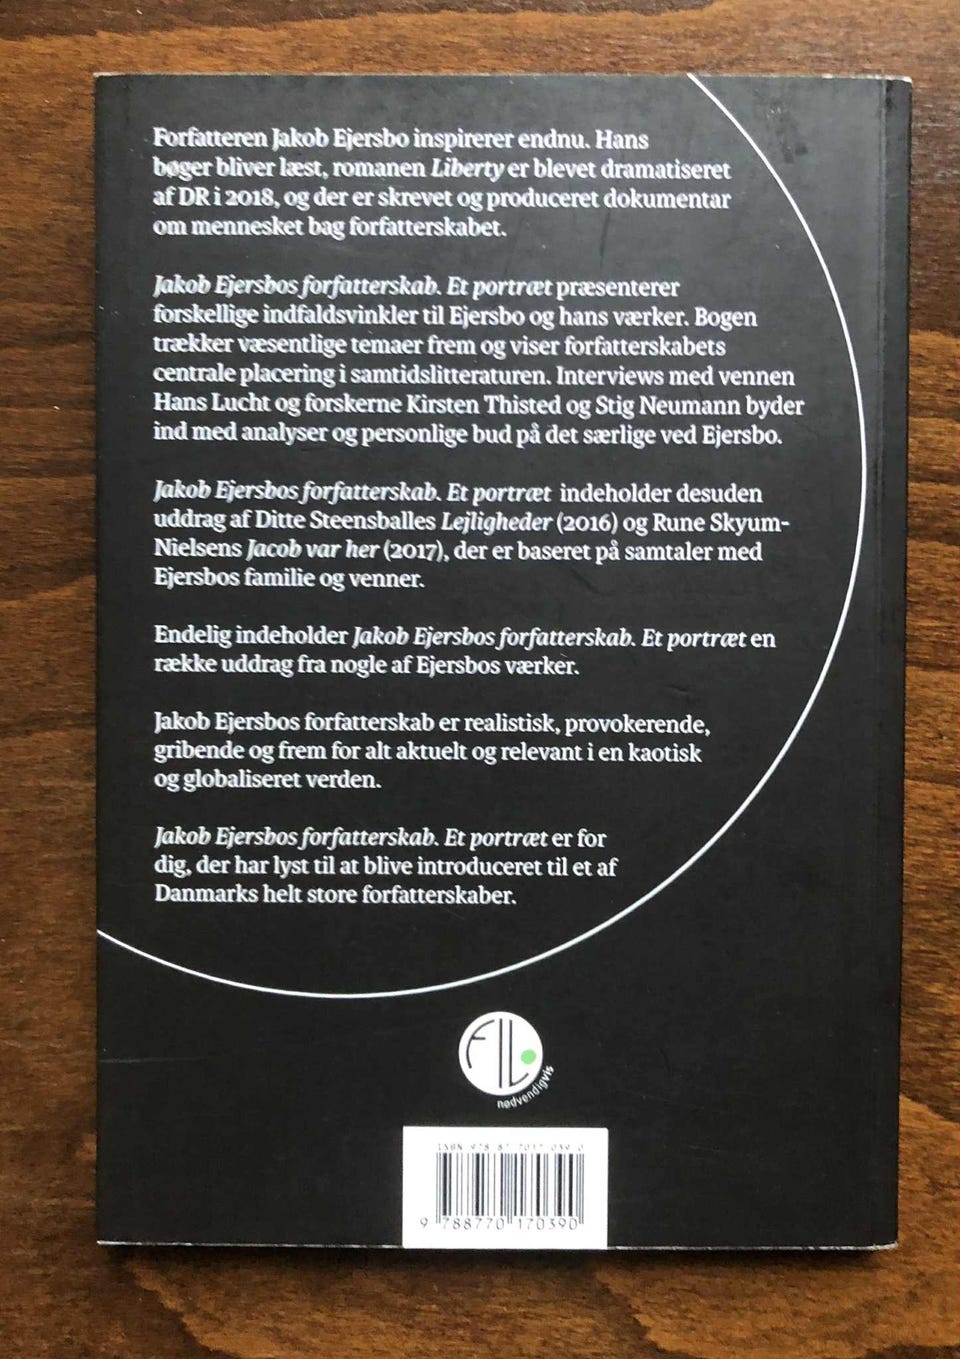 Forfatteren Jakob Ejersbo inspirerer endnu. Hans
bøger bliver læst, romanen Liberty er blevet dramatiseret
af DR i 2018, og der er skrevet og produceret dokumentar
om mennesket bag forfatterskabet.
Jakob Ejersbos forfatterskab. Et portræt præsenterer
forskellige indfaldsvinkler til Ejersbo og hans værker. Bogen
trækker væsentlige temaer frem og viser forfatterskabets
centrale placering i samtidslitteraturen. Interviews med vennen
Hans Lucht og forskerne Kirsten Thisted og Stig Neumann byder
ind med analyser og personlige bud på det særlige ved Ejersbo.
Jakob Ejersbos forfatterskab. Et portræt indeholder desuden
uddrag af Ditte Steensballes Lejligheder (2016) og Rune Skyum-
Nielsens Jacob var her (2017), der er baseret på samtaler med
Ejersbos familie og venner.
Endelig indeholder Jakob Ejersbos forfatterskab. Et portræt en
række uddrag fra nogle af Ejersbos værker.
Jakob Ejersbos forfatterskab er realistisk, provokerende,
gribende og frem for alt aktuelt og relevant i en kaotisk
og globaliseret verden.
Jakob Ejersbos forfatterskab. Et portræt er for
dig, der har lyst til at blive introduceret til et af
Danmarks helt store forfatterskaber.
FIL
nødvendigvis
ISBN 978-87-7017-039-0
9 788770 170390